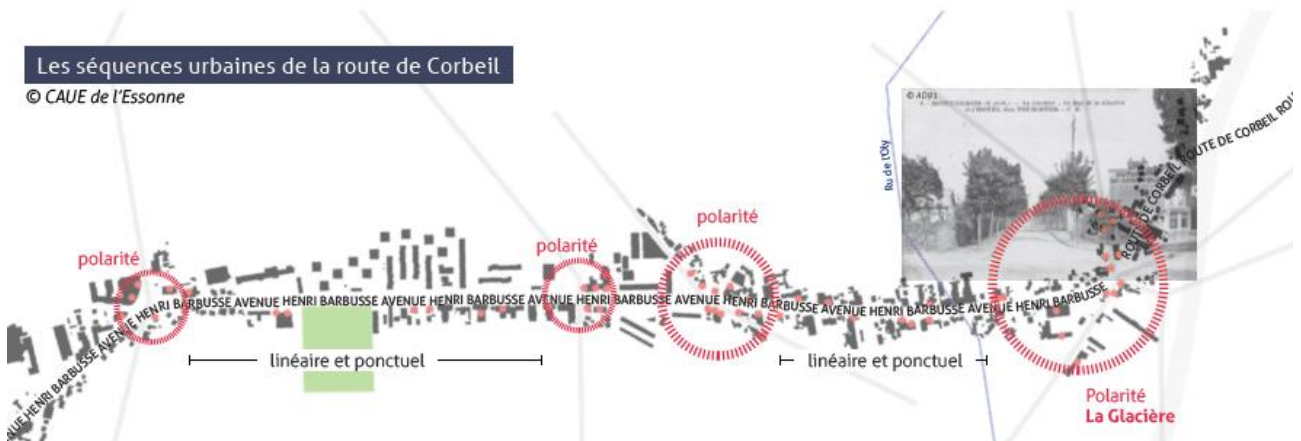 Les séquences urbaines de la route de Corbeil
© CAUE de l'Essonne
© AD91
Ru de l'Oly
ROUTE DE CORBEIL ROUTE DE CORBEIL ROU
polarité
polarité
polarité
NUE HENRI BARBUSSE AVENUE HENRI BARBUSSE AVENUE HENRI BARBUSSE AVENUE HENRI BARBUSSE AVENUE HENRI BARBUSSE AVENUE HENRI BARBUSSE AVENUE HENRI BARBUSSE AVENUE HENRI BARBUSSE AVENUE HENRI BARBUSSE
linéaire et ponctuel
linéaire et ponctuel
Polarité
La Glacière